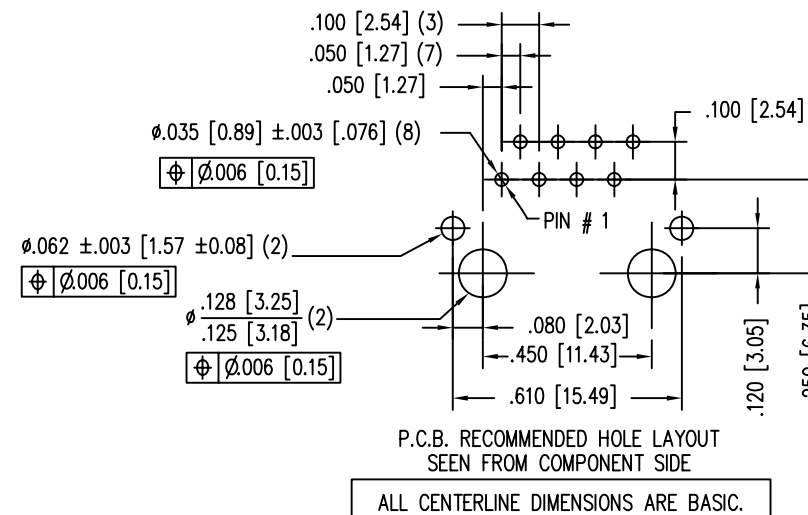 .100 [2.54] (3)
.050 [1.27] (7)
.050 [1.27]
.100 [2.54]
ø.035 [0.89] ±.003 [.076] (8)
⌖ Ø.006 [0.15]
PIN # 1
ø.062 ±.003 [1.57 ±0.08] (2)
⌖ Ø.006 [0.15]
ø .128 [3.25]
.125 [3.18] (2)
⌖ Ø.006 [0.15]
.080 [2.03]
.450 [11.43]
.610 [15.49]
.120 [3.05]
P.C.B. RECOMMENDED HOLE LAYOUT
SEEN FROM COMPONENT SIDE
ALL CENTERLINE DIMENSIONS ARE BASIC.